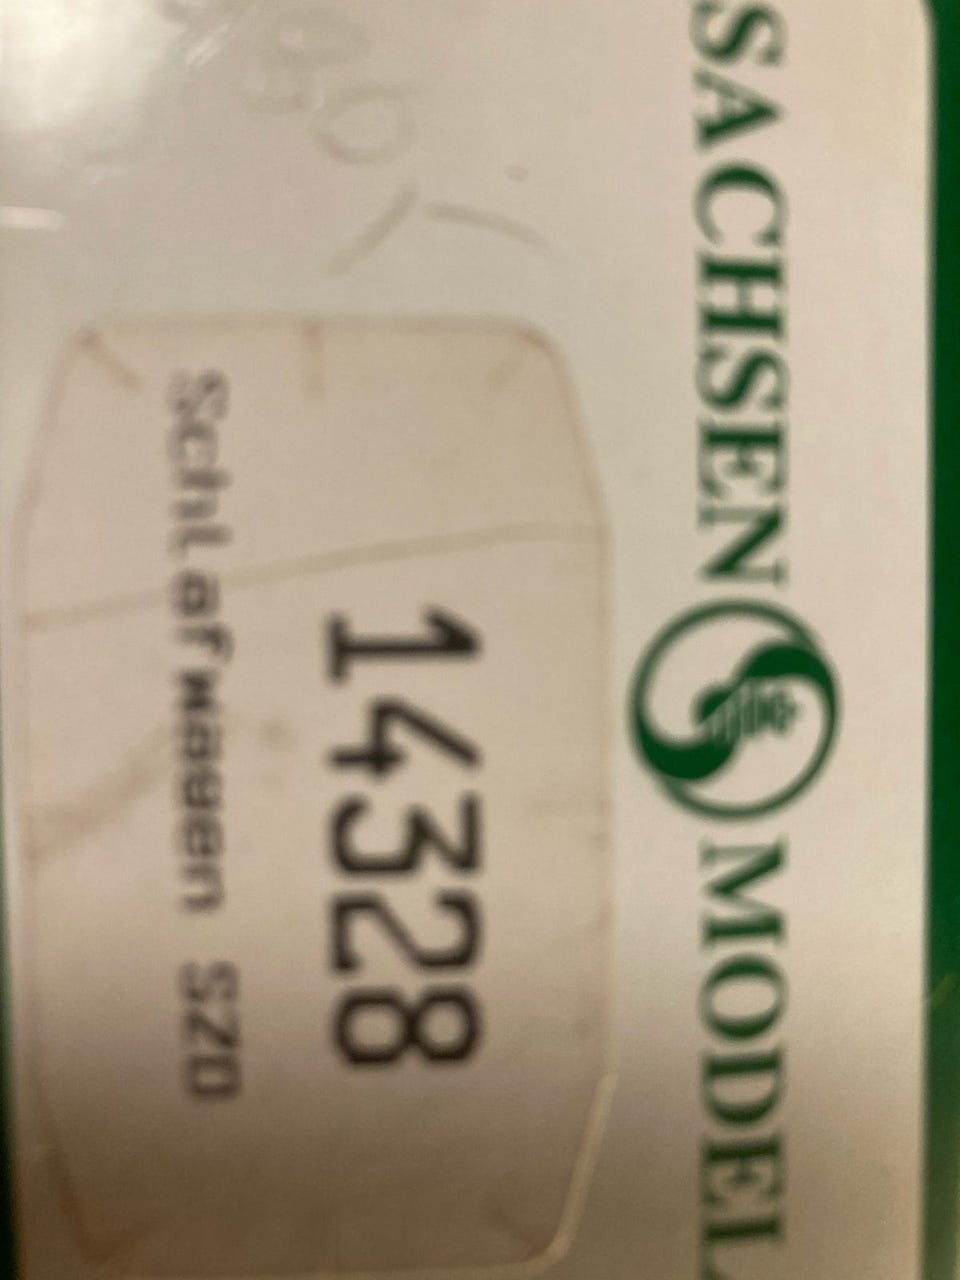 SACHSEN MODEL
14328
Schlafwagen SZD